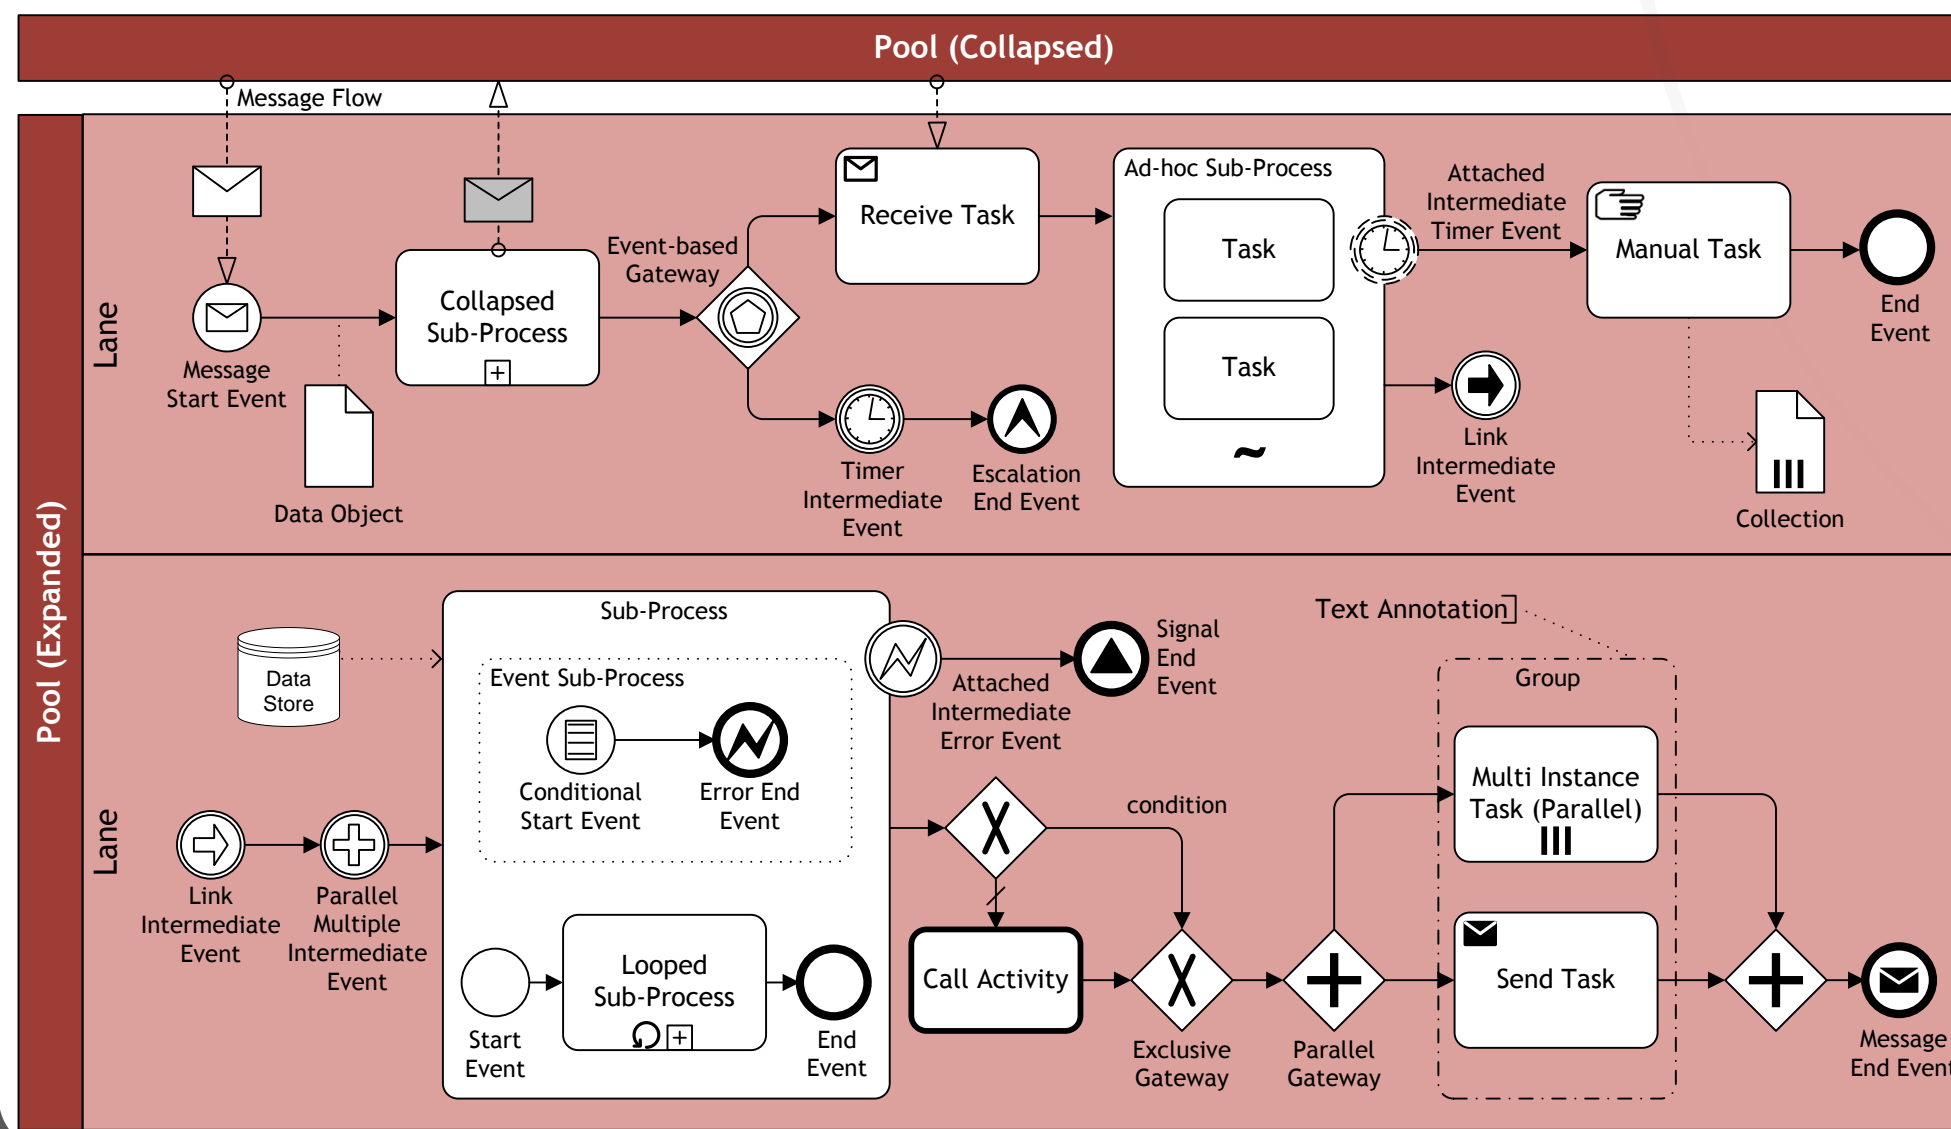 Pool (Collapsed)
Message Flow
Pool (Expanded)
Lane
Message
Start Event
Data Object
Collapsed
Sub-Process
Event-based
Gateway
Receive Task
Timer
Intermediate
Event
Escalation
End Event
Ad-hoc Sub-Process
Task
Task
Attached
Intermediate
Timer Event
Link
Intermediate
Event
Manual Task
Collection
End
Event
Lane
Data
Store
Link
Intermediate
Event
Parallel
Multiple
Intermediate
Event
Sub-Process
Event Sub-Process
Conditional
Start Event
Error End
Event
Start
Event
Looped
Sub-Process
End
Event
Attached
Intermediate
Error Event
Signal
End
Event
condition
Call Activity
Exclusive
Gateway
Parallel
Gateway
Text Annotation
Group
Multi Instance
Task (Parallel)
Send Task
Message
End Event